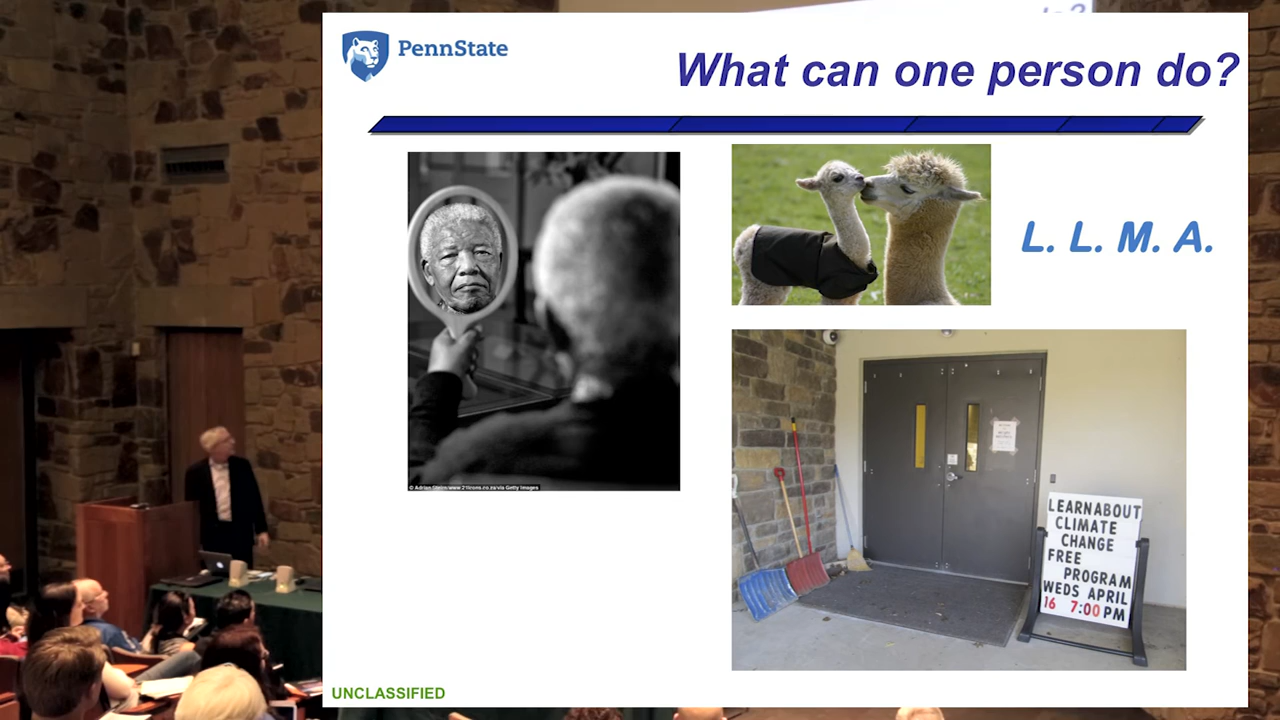 PennState
What can one person do?
L. L. M. A.
LEARN ABOUT
CLIMATE
CHANGE
FREE
PROGRAM
WEDS APRIL
16 7:00 PM
UNCLASSIFIED